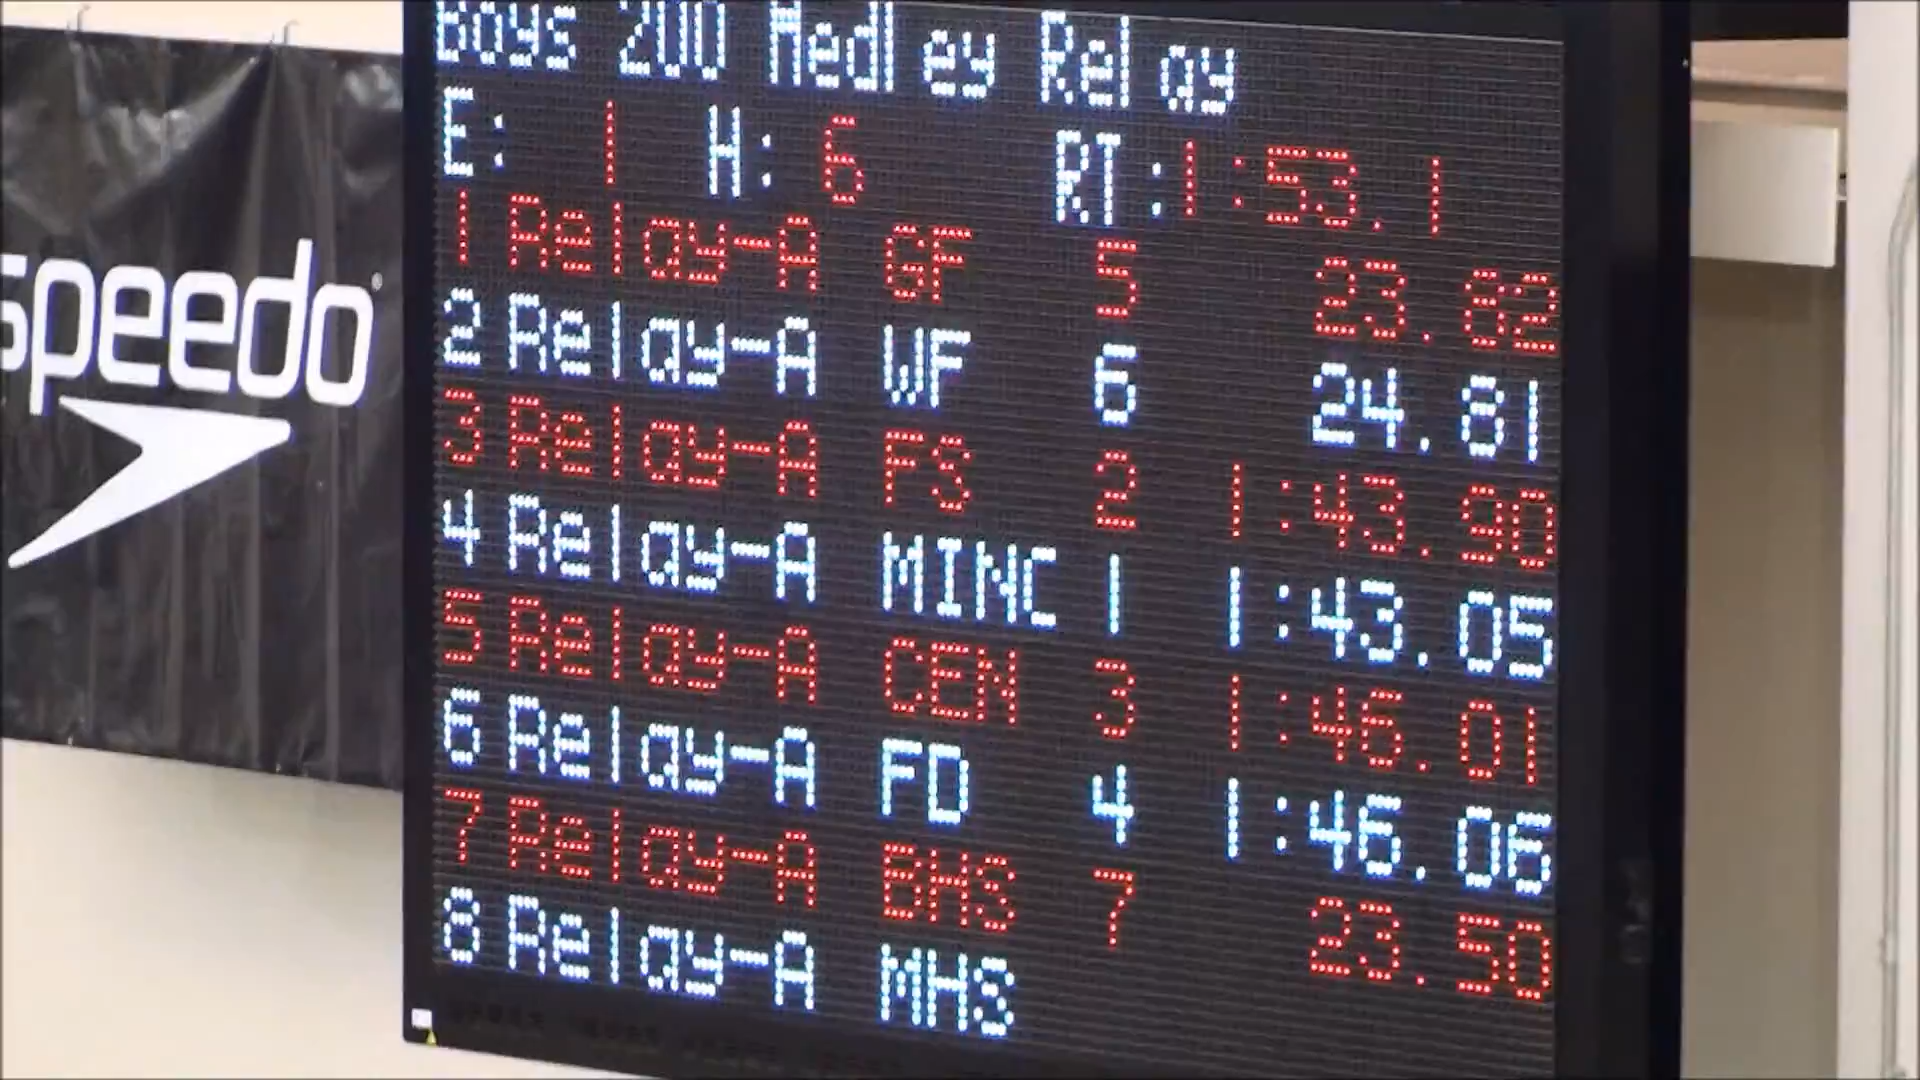 speedo
Boys 200 Medley Relay
E: 1 H: 6 RT:1:53.1
1 Relay-A GF 5 23.82
2 Relay-A WF 6 24.81
3 Relay-A FS 2 1:43.90
4 Relay-A MINC 1 1:43.05
5 Relay-A CEN 3 1:46.01
6 Relay-A FD 4 1:46.06
7 Relay-A BHS 7 23.50
8 Relay-A MHS